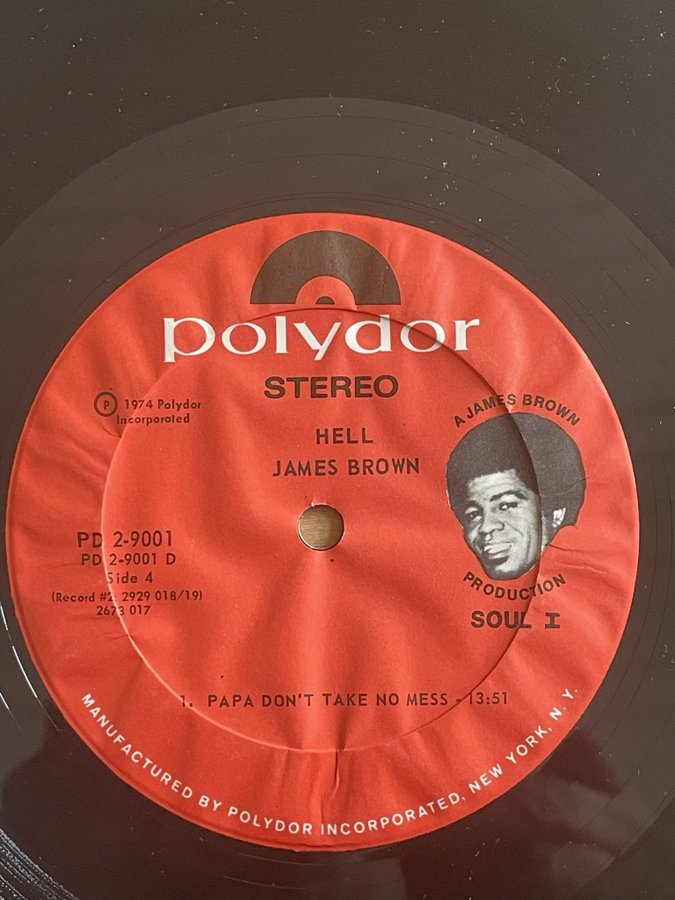 polydor
STEREO
Ⓟ 1974 Polydor
Incorporated
HELL
JAMES BROWN
A JAMES BROWN
PRODUCTION
SOUL I
PD 2-9001
PD 2-9001 D
Side 4
(Record #2: 2929 018/19)
2673 017
1. PAPA DON'T TAKE NO MESS - 13:51
MANUFACTURED BY POLYDOR INCORPORATED, NEW YORK, N. Y.